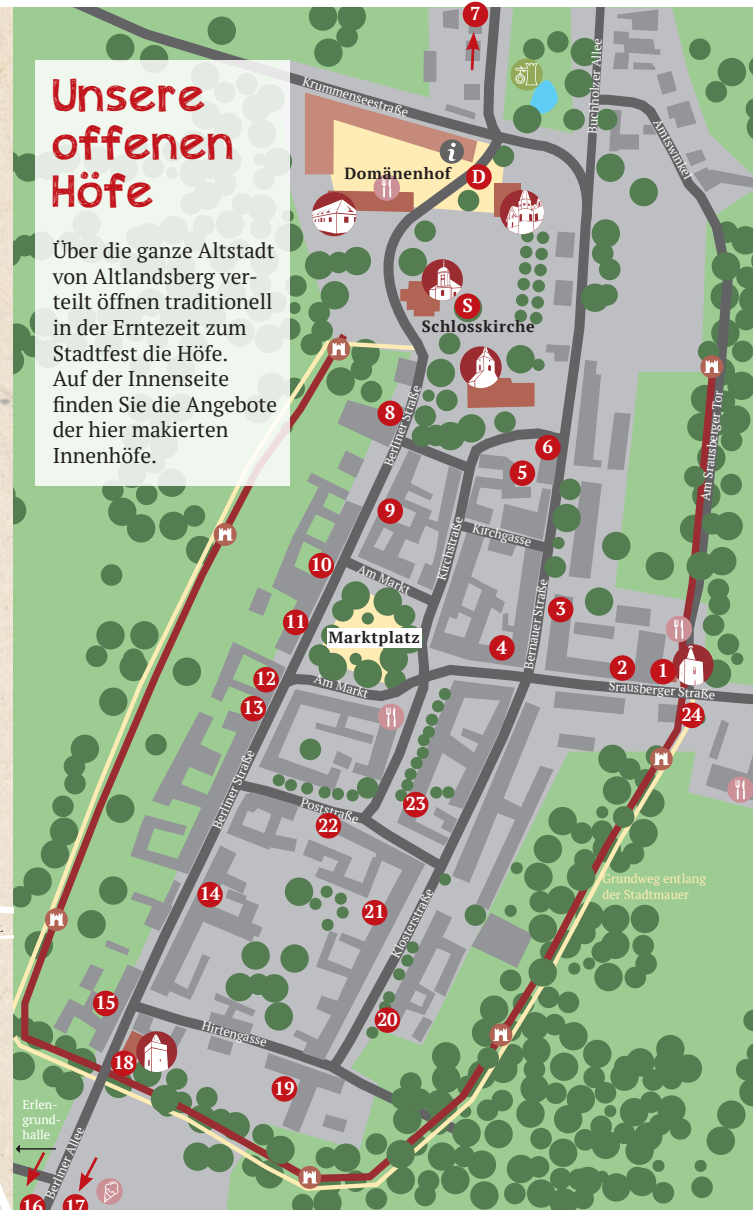 Unsere
offenen
Höfe
Über die ganze Altstadt
von Altlandsberg ver-
teilt öffnen traditionell
in der Erntezeit zum
Stadtfest die Höfe.
Auf der Innenseite
finden Sie die Angebote
der hier makierten
Innenhöfe.
7
Krummenseestraße
Buchholzer Allee
Amtswinkel
i
Domänenhof
D
S
Schlosskirche
Am Srausberger Tor
8
Berliner Straße
6
5
9
Kirchstraße
Kirchgasse
10
Am Markt
3
11
Marktplatz
4
Bernauer Straße
2
1
12
Am Markt
Srausberger Straße
13
24
Berliner Straße
Poststraße
23
22
Grundweg entlang
der Stadtmauer
14
21
Klosterstraße
15
20
Hirtengasse
18
19
Erlen-
grund-
halle
Berliner Allee
16
17